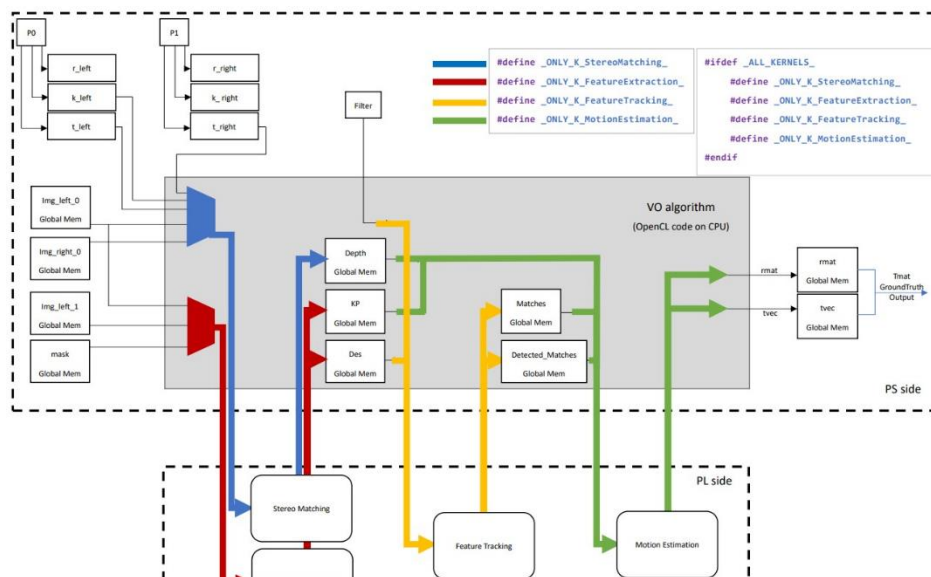 P0
P1
r_left
k_left
t_left
r_right
k_ right
t_right
Filter
#define _ONLY_K_StereoMatching_
#define _ONLY_K_FeatureExtraction_
#define _ONLY_K_FeatureTracking_
#define _ONLY_K_MotionEstimation_
#ifdef _ALL_KERNELS_
#define _ONLY_K_StereoMatching_
#define _ONLY_K_FeatureExtraction_
#define _ONLY_K_FeatureTracking_
#define _ONLY_K_MotionEstimation_
#endif
Img_left_0
Global Mem
Img_right_0
Global Mem
Img_left_1
Global Mem
mask
Global Mem
VO algorithm
(OpenCL code on CPU)
Depth
Global Mem
KP
Global Mem
Des
Global Mem
Matches
Global Mem
Detected_Matches
Global Mem
rmat
tvec
rmat
Global Mem
tvec
Global Mem
Tmat
GroundTruth
Output
PS side
PL side
Stereo Matching
Feature Tracking
Motion Estimation